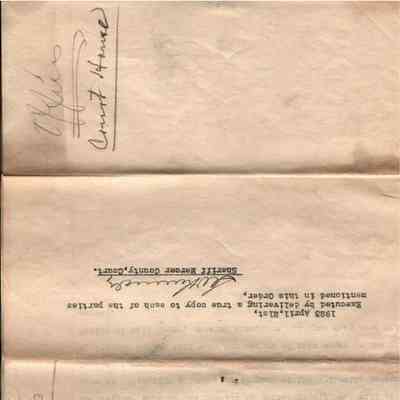 Court House
1923 April, 21st,
Executed by delivering a true copy to each of the parties
mentioned in this Order,
Sheriff Mercer County, Court.